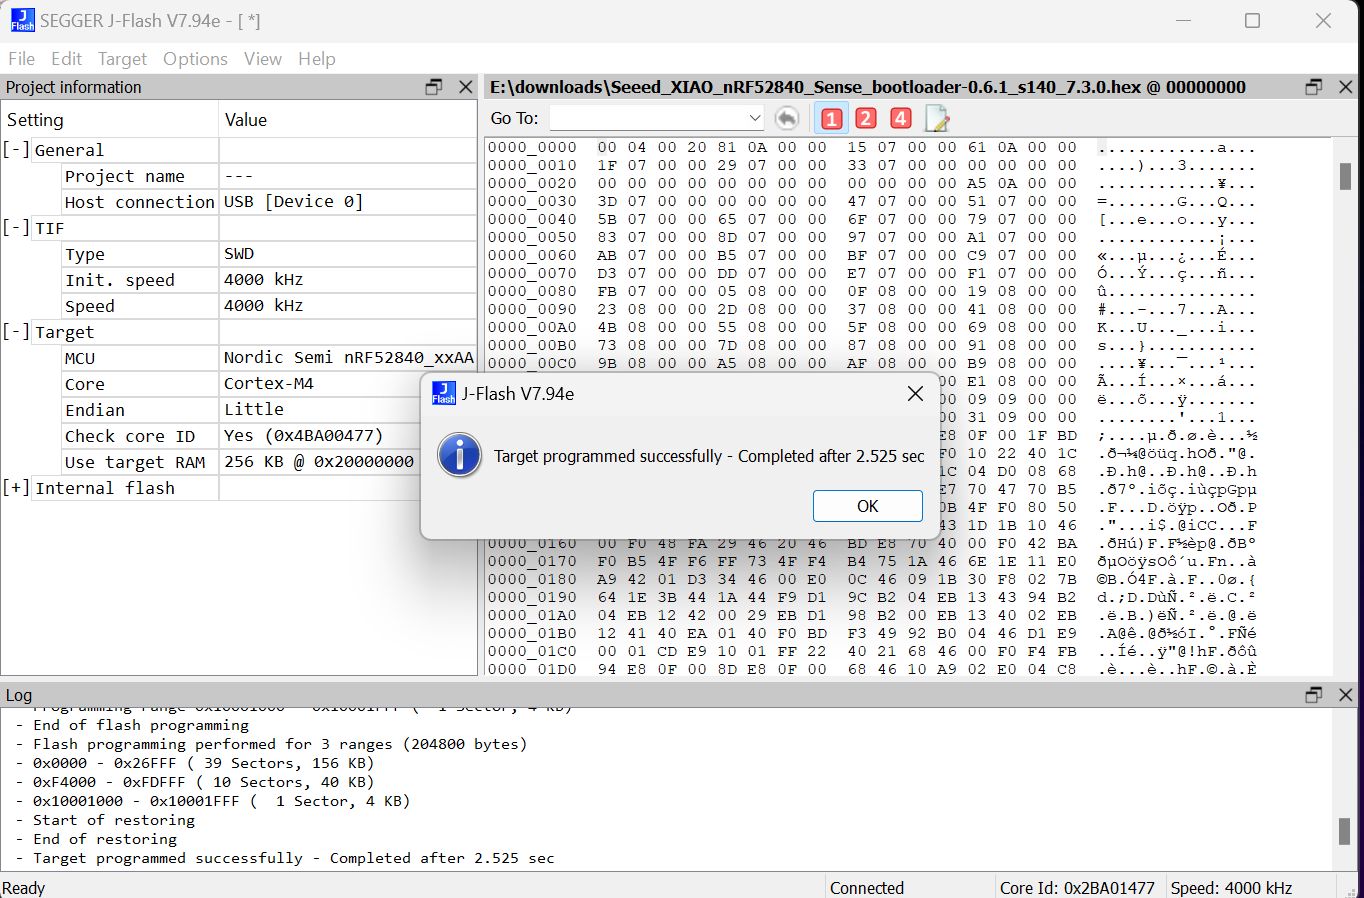 SEGGER J-Flash V7.94e - [ *]
File Edit Target Options View Help
Project information
Setting Value
[-] General
Project name ---
Host connection USB [Device 0]
[-] TIF
Type SWD
Init. speed 4000 kHz
Speed 4000 kHz
[-] Target
MCU Nordic Semi nRF52840_xxAA
Core Cortex-M4
Endian Little
Check core ID Yes (0x4BA00477)
Use target RAM 256 KB @ 0x20000000
[+] Internal flash
E:\downloads\Seeed_XIAO_nRF52840_Sense_bootloader-0.6.1_s140_7.3.0.hex @ 00000000
Go To: 1 2 4
0000_0000 00 04 00 20 81 0A 00 00 15 07 00 00 61 0A 00 00 ............a...
0000_0010 1F 07 00 00 29 07 00 00 33 07 00 00 00 00 00 00 ....)...3.......
0000_0020 00 00 00 00 00 00 00 00 00 00 00 00 A5 0A 00 00 ............¥...
0000_0030 3D 07 00 00 00 00 00 00 47 07 00 00 51 07 00 00 =.......G...Q...
0000_0040 5B 07 00 00 65 07 00 00 6F 07 00 00 79 07 00 00 [...e...o...y...
0000_0050 83 07 00 00 8D 07 00 00 97 07 00 00 A1 07 00 00 ............¡...
0000_0060 AB 07 00 00 B5 07 00 00 BF 07 00 00 C9 07 00 00 «...µ...¿...É...
0000_0070 D3 07 00 00 DD 07 00 00 E7 07 00 00 F1 07 00 00 Ó...Ý...ç...ñ...
0000_0080 FB 07 00 00 05 08 00 00 0F 08 00 00 19 08 00 00 û...............
0000_0090 23 08 00 00 2D 08 00 00 37 08 00 00 41 08 00 00 #...-...7...A...
0000_00A0 4B 08 00 00 55 08 00 00 5F 08 00 00 69 08 00 00 K...U..._...i...
0000_00B0 73 08 00 00 7D 08 00 00 87 08 00 00 91 08 00 00 s...}...........
0000_00C0 9B 08 00 00 A5 08 00 00 AF 08 00 00 B9 08 00 00 ....¥...¯...¹...
00 E1 08 00 00 Ã...Í...×...á...
00 09 09 00 00 ë...õ...ÿ.......
00 31 09 00 00 ........'...1...
E8 0F 00 1F BD ;....µ.ð.ø.è...½
F0 10 22 40 1C .ð¬¼@öüq.hOð."@.
1C 04 D0 08 68 .Ð.h@..Ð.h@..Ð.h
E7 70 47 70 B5 .ð7º.iõç.iùçpGpµ
0B 4F F0 80 50 .F...D.öÿp..Oð.P
43 1D 1B 10 46 ."...i$.@iCC...F
0000_0160 00 F0 48 FA 29 46 20 46 BD E8 70 40 00 F0 42 BA .ðHú)F.F½èp@.ðBº
0000_0170 F0 B5 4F F6 FF 73 4F F4 B4 75 1A 46 6E 1E 11 E0 ðµOöÿsOô´u.Fn..à
0000_0180 A9 42 01 D3 34 46 00 E0 0C 46 09 1B 30 F8 02 7B ©B.Ó4F.à.F..0ø.{
0000_0190 64 1E 3B 44 1A 44 F9 D1 9C B2 04 EB 13 43 94 B2 d.;D.DùÑ.².ë.C.²
0000_01A0 04 EB 12 42 00 29 EB D1 98 B2 00 EB 13 40 02 EB .ë.B.)ëÑ.².ë.@.ë
0000_01B0 12 41 40 EA 01 40 F0 BD F3 49 92 B0 04 46 D1 E9 .A@ê.@ð½óI.°.FÑé
0000_01C0 00 01 CD E9 10 01 FF 22 40 21 68 46 00 F0 F4 FB ..Íé..ÿ"@!hF.ðôû
0000_01D0 94 E8 0F 00 8D E8 0F 00 68 46 10 A9 02 E0 04 C8 .è...è..hF.©.à.È
J-Flash V7.94e
Target programmed successfully - Completed after 2.525 sec
OK
Log
- Programming range 0x10001000 - 0x10001FFF ( 1 Sector, 4 KB)
- End of flash programming
- Flash programming performed for 3 ranges (204800 bytes)
- 0x0000 - 0x26FFF ( 39 Sectors, 156 KB)
- 0xF4000 - 0xFDFFF ( 10 Sectors, 40 KB)
- 0x10001000 - 0x10001FFF ( 1 Sector, 4 KB)
- Start of restoring
- End of restoring
- Target programmed successfully - Completed after 2.525 sec
Ready Connected Core Id: 0x2BA01477 Speed: 4000 kHz